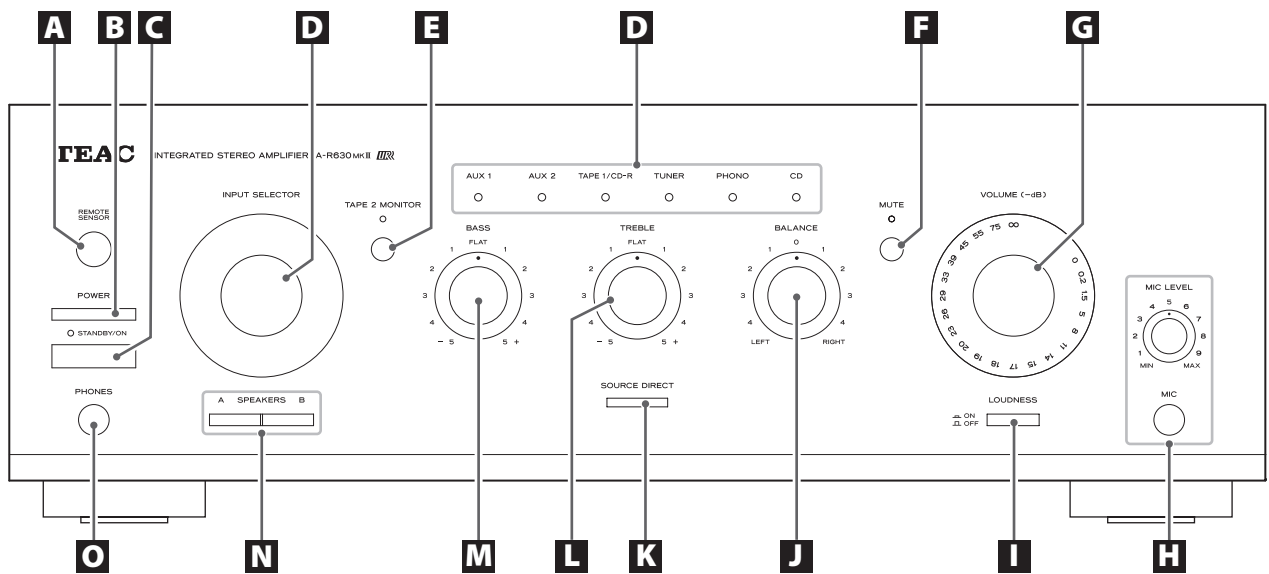 A B C D E D F G
TEAC INTEGRATED STEREO AMPLIFIER A-R630 MKII UR
REMOTE SENSOR
INPUT SELECTOR
TAPE 2 MONITOR
AUX 1 AUX 2 TAPE 1/CD-R TUNER PHONO CD
MUTE
VOLUME (–dB)
∞ 0 0.2 1.5 5 8 11 14 15 17 18 19 20 23 26 29 33 39 45 55 75
POWER
STANDBY/ON
PHONES
A SPEAKERS B
BASS
FLAT
1 1
2 2
3 3
4 4
– 5 5 +
TREBLE
FLAT
1 1
2 2
3 3
4 4
– 5 5 +
BALANCE
0
1 1
2 2
3 3
4 4
LEFT RIGHT
SOURCE DIRECT
LOUDNESS
ON
OFF
MIC LEVEL
5
4 6
3 7
2 8
1 9
MIN MAX
MIC
O N M L K J I H